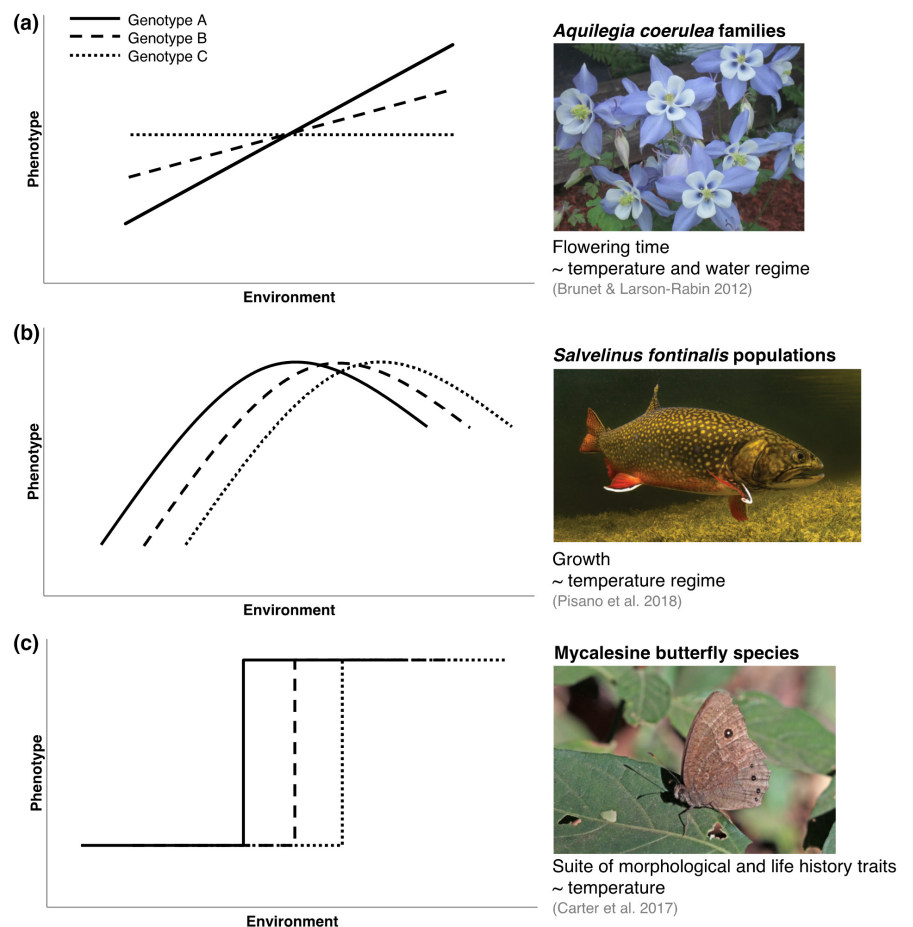 (a)
Genotype A
Genotype B
Genotype C
Phenotype
Environment
Aquilegia coerulea families
Flowering time
~ temperature and water regime
(Brunet & Larson-Rabin 2012)
(b)
Phenotype
Environment
Salvelinus fontinalis populations
Growth
~ temperature regime
(Pisano et al. 2018)
(c)
Phenotype
Environment
Mycalesine butterfly species
Suite of morphological and life history traits
~ temperature
(Carter et al. 2017)